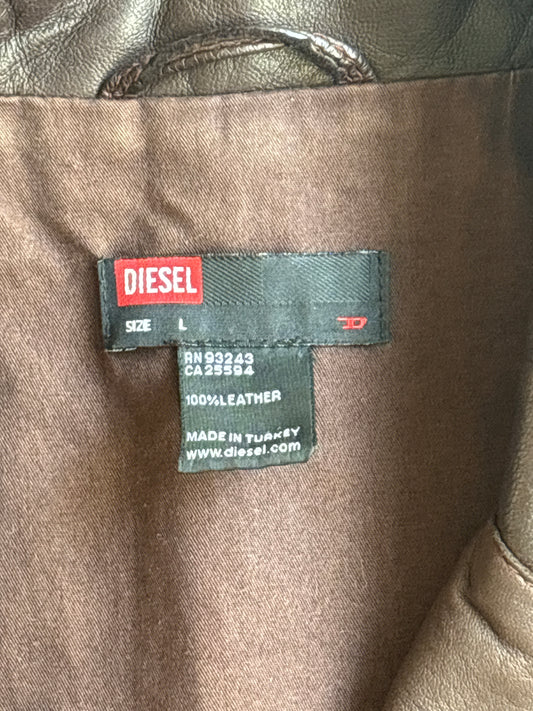 DIESEL
SIZE L
RN 93243
CA 25594
100%LEATHER
MADE IN TURKEY
www.diesel.com